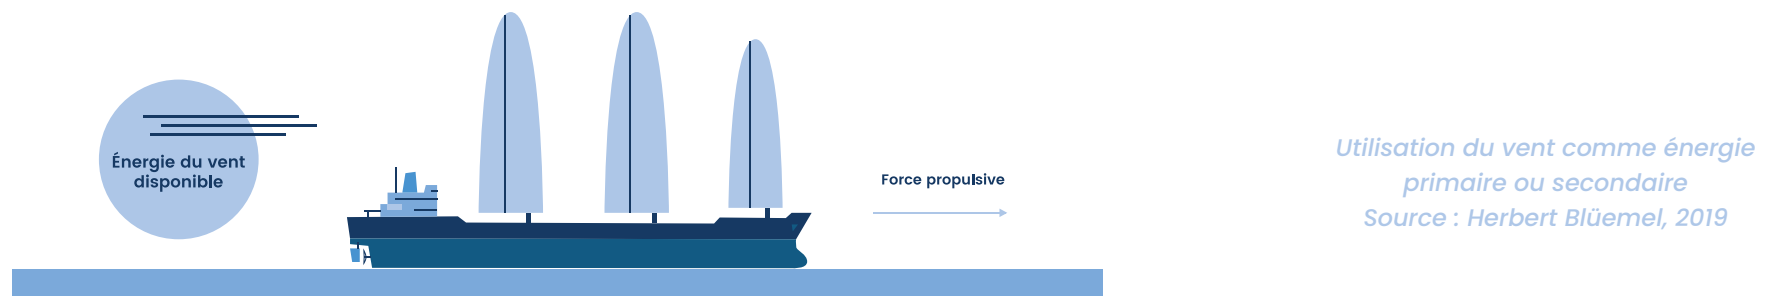 Énergie du vent
disponible
Force propulsive
Utilisation du vent comme énergie
primaire ou secondaire
Source : Herbert Blüemel, 2019